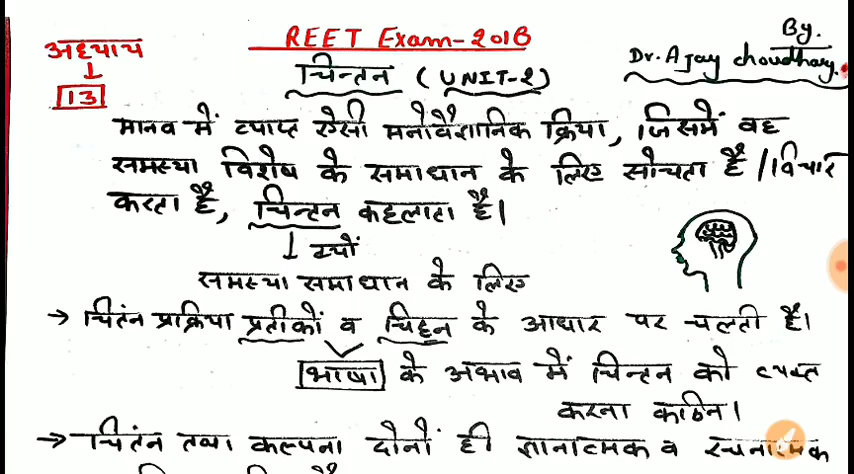 REET Exam-2018
By.
अध्याय
↓
13
चिन्तन (UNIT-2)
Dr. Ajay choudhary.
मानव में व्याप्त ऐसी मनोवैज्ञानिक क्रिया, जिसमें वह
समस्या विशेष के समाधान के लिए सोचता है / विचार
करता है, चिन्तन कहलाता है।
↓ क्यों
समस्या समाधान के लिए
→ चिंतन प्रक्रिया प्रतीकों व चिह्न के आधार पर चलती है।
भाषा के अभाव में चिन्तन को व्यक्त
करना कठिन।
→ चिंतन तथा कल्पना दोनों ही ज्ञानात्मक व रचनात्मक